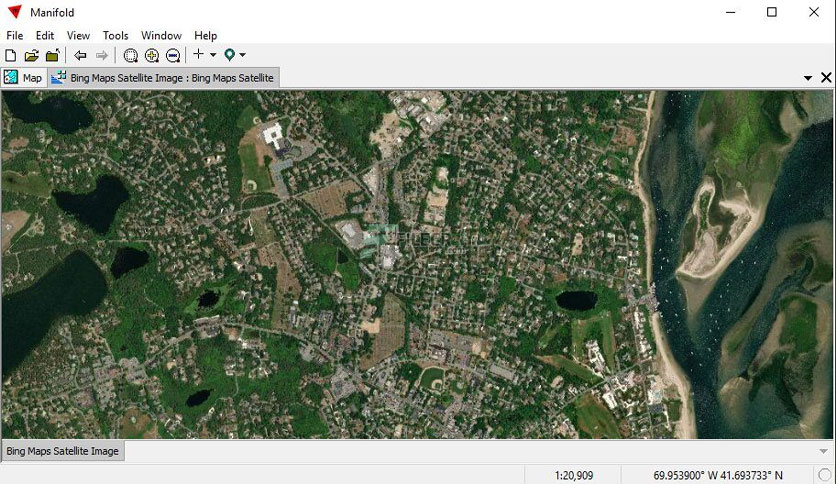 Manifold
File Edit View Tools Window Help
Map Bing Maps Satellite Image : Bing Maps Satellite
Bing Maps Satellite Image
1:20,909 69.953900° W 41.693733° N